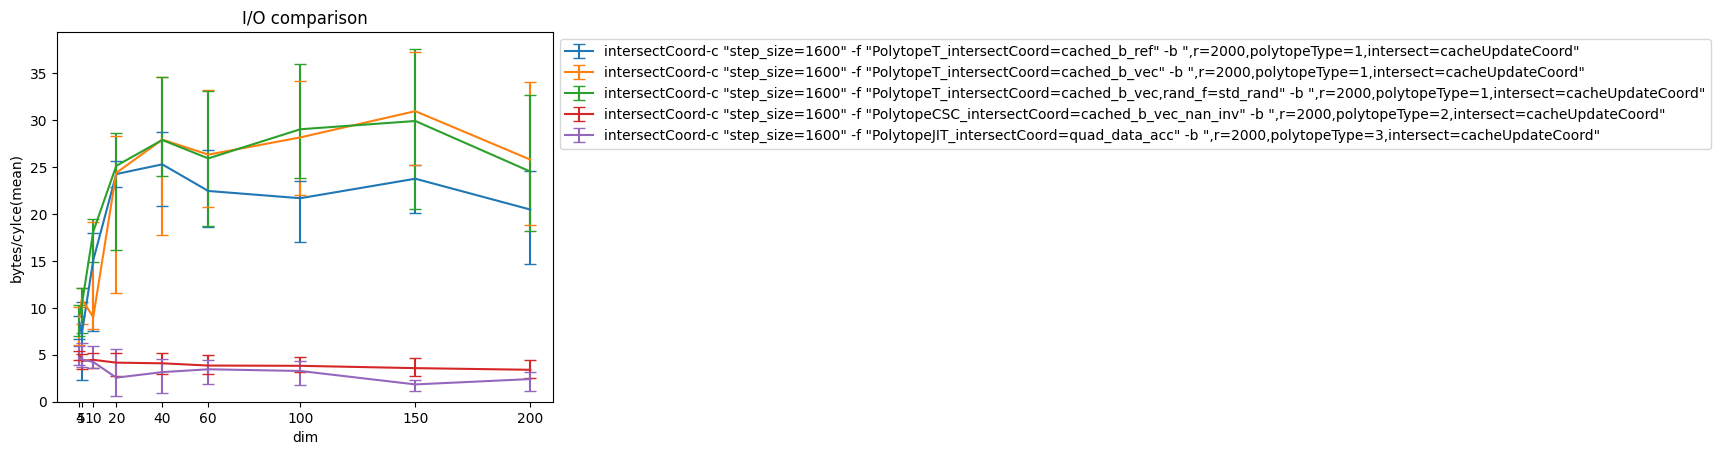 I/O comparison
intersectCoord-c "step_size=1600" -f "PolytopeT_intersectCoord=cached_b_ref" -b ",r=2000,polytopeType=1,intersect=cacheUpdateCoord"
intersectCoord-c "step_size=1600" -f "PolytopeT_intersectCoord=cached_b_vec" -b ",r=2000,polytopeType=1,intersect=cacheUpdateCoord"
intersectCoord-c "step_size=1600" -f "PolytopeT_intersectCoord=cached_b_vec,rand_f=std_rand" -b ",r=2000,polytopeType=1,intersect=cacheUpdateCoord"
intersectCoord-c "step_size=1600" -f "PolytopeCSC_intersectCoord=cached_b_vec_nan_inv" -b ",r=2000,polytopeType=2,intersect=cacheUpdateCoord"
intersectCoord-c "step_size=1600" -f "PolytopeJIT_intersectCoord=quad_data_acc" -b ",r=2000,polytopeType=3,intersect=cacheUpdateCoord"
bytes/cylce(mean)
35
30
25
20
15
10
5
0
4 5 10 20 40 60 100 150 200
dim